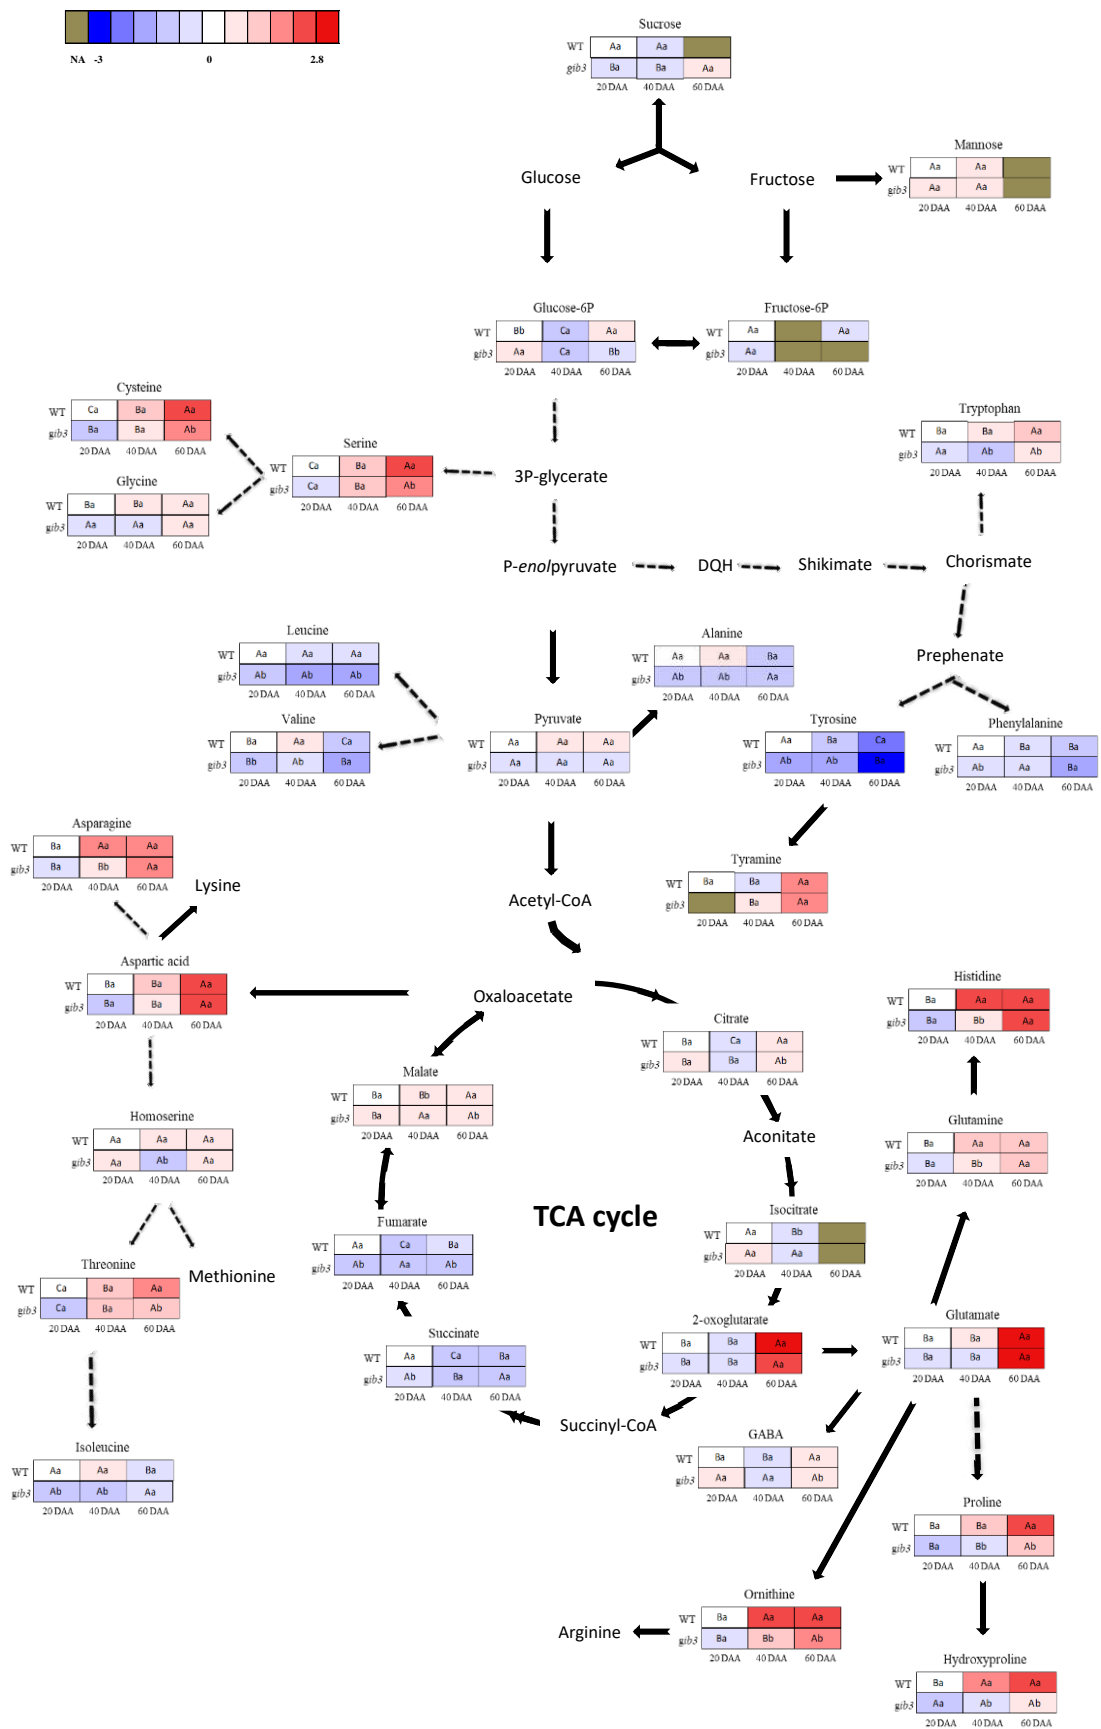 NA -3 0 2.8
Sucrose
WT Aa Aa
gib3 Ba Ba Aa
20 DAA 40 DAA 60 DAA
Mannose
WT Aa Aa
gib3 Aa Aa
20 DAA 40 DAA 60 DAA
Glucose
Fructose
Glucose-6P
WT Bb Ca Aa
gib3 Aa Ca Bb
20 DAA 40 DAA 60 DAA
Fructose-6P
WT Aa Aa
gib3 Aa
20 DAA 40 DAA 60 DAA
Cysteine
WT Ca Ba Aa
gib3 Ba Ba Ab
20 DAA 40 DAA 60 DAA
Tryptophan
WT Ba Ba Aa
gib3 Aa Ab Ab
20 DAA 40 DAA 60 DAA
Serine
WT Ca Ba Aa
gib3 Ca Ba Ab
20 DAA 40 DAA 60 DAA
3P-glycerate
Glycine
WT Ba Ba Aa
gib3 Aa Aa Aa
20 DAA 40 DAA 60 DAA
P-enolpyruvate
DQH
Shikimate
Chorismate
Leucine
WT Aa Aa Aa
gib3 Ab Ab Ab
20 DAA 40 DAA 60 DAA
Alanine
WT Aa Aa Ba
gib3 Ab Ab Aa
20 DAA 40 DAA 60 DAA
Prephenate
Valine
WT Ba Aa Ca
gib3 Bb Ab Ba
20 DAA 40 DAA 60 DAA
Pyruvate
WT Aa Aa Aa
gib3 Aa Aa Aa
20 DAA 40 DAA 60 DAA
Tyrosine
WT Aa Ba Ca
gib3 Ab Ab Ba
20 DAA 40 DAA 60 DAA
Phenylalanine
WT Aa Ba Ba
gib3 Ab Aa Ba
20 DAA 40 DAA 60 DAA
Asparagine
WT Ba Aa Aa
gib3 Ba Bb Aa
20 DAA 40 DAA 60 DAA
Lysine
Tyramine
WT Ba Ba Aa
gib3 Ba Aa
20 DAA 40 DAA 60 DAA
Acetyl-CoA
Aspartic acid
WT Ba Ba Aa
gib3 Ba Ba Aa
20 DAA 40 DAA 60 DAA
Oxaloacetate
Histidine
WT Ba Aa Aa
gib3 Ba Bb Aa
20 DAA 40 DAA 60 DAA
Citrate
WT Ba Ca Aa
gib3 Ba Ba Ab
20 DAA 40 DAA 60 DAA
Malate
WT Ba Bb Aa
gib3 Ba Aa Ab
20 DAA 40 DAA 60 DAA
Homoserine
WT Aa Aa Aa
gib3 Aa Ab Aa
20 DAA 40 DAA 60 DAA
Aconitate
Glutamine
WT Ba Aa Aa
gib3 Ba Bb Aa
20 DAA 40 DAA 60 DAA
TCA cycle
Fumarate
WT Aa Ca Ba
gib3 Ab Aa Ab
20 DAA 40 DAA 60 DAA
Isocitrate
WT Aa Bb
gib3 Aa Aa
20 DAA 40 DAA 60 DAA
Threonine
WT Ca Ba Aa
gib3 Ca Ba Ab
20 DAA 40 DAA 60 DAA
Methionine
Succinate
WT Aa Ca Ba
gib3 Ab Ba Aa
20 DAA 40 DAA 60 DAA
2-oxoglutarate
WT Ba Ba Aa
gib3 Ba Ba Aa
20 DAA 40 DAA 60 DAA
Glutamate
WT Ba Ba Aa
gib3 Ba Ba Aa
20 DAA 40 DAA 60 DAA
Succinyl-CoA
GABA
WT Ba Ba Aa
gib3 Aa Aa Ab
20 DAA 40 DAA 60 DAA
Isoleucine
WT Aa Aa Ba
gib3 Ab Ab Aa
20 DAA 40 DAA 60 DAA
Proline
WT Ba Ba Aa
gib3 Ba Bb Ab
20 DAA 40 DAA 60 DAA
Ornithine
WT Ba Aa Aa
gib3 Ba Bb Ab
20 DAA 40 DAA 60 DAA
Arginine
Hydroxyproline
WT Ba Aa Aa
gib3 Aa Ab Ab
20 DAA 40 DAA 60 DAA